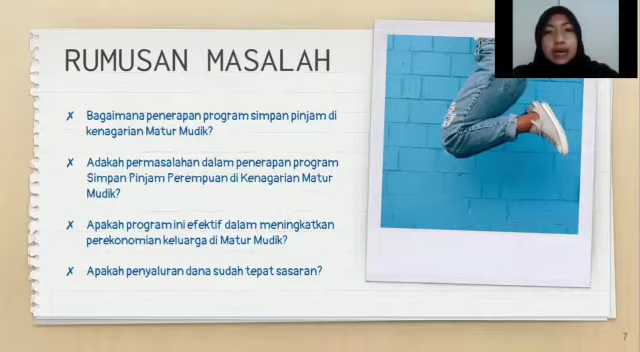 RUMUSAN MASALAH
✗ Bagaimana penerapan program simpan pinjam di
kenagarian Matur Mudik?
✗ Adakah permasalahan dalam penerapan program
Simpan Pinjam Perempuan di Kenagarian Matur
Mudik?
✗ Apakah program ini efektif dalam meningkatkan
perekonomian keluarga di Matur Mudik?
✗ Apakah penyaluran dana sudah tepat sasaran?
7